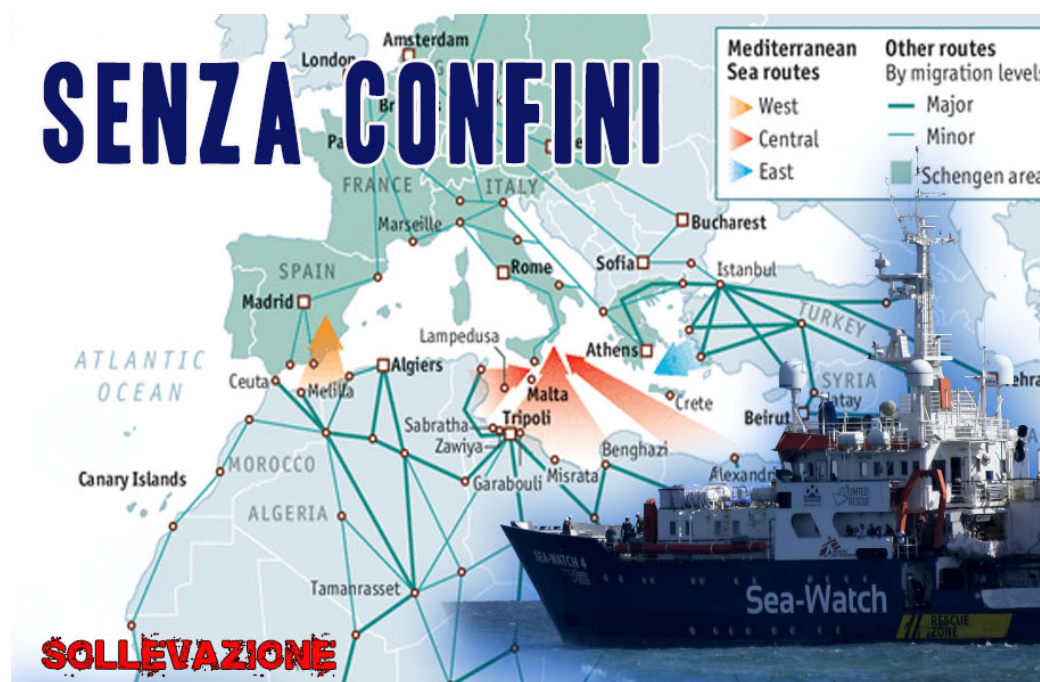 SENZA CONFINI
Amsterdam
London
Mediterranean
Sea routes
West
Central
East
Other routes
By migration levels
Major
Minor
Schengen area
FRANCE
ITALY
Marseille
Bucharest
SPAIN
Rome
Sofia
Istanbul
Madrid
TURKEY
ATLANTIC
OCEAN
Lampedusa
Athens
Algiers
SYRIA
Ceuta
Melilla
Malta
Crete
Beirut
Tripoli
Sabratha
Zawiya
Benghazi
MOROCCO
Canary Islands
Garabouli
Misrata
Alexandri
ALGERIA
UNITED
RESCUE
Tamanrasset
SEA-WATCH 4
Sea-Watch
RESCUE
ZONE
SOLLEVAZIONE